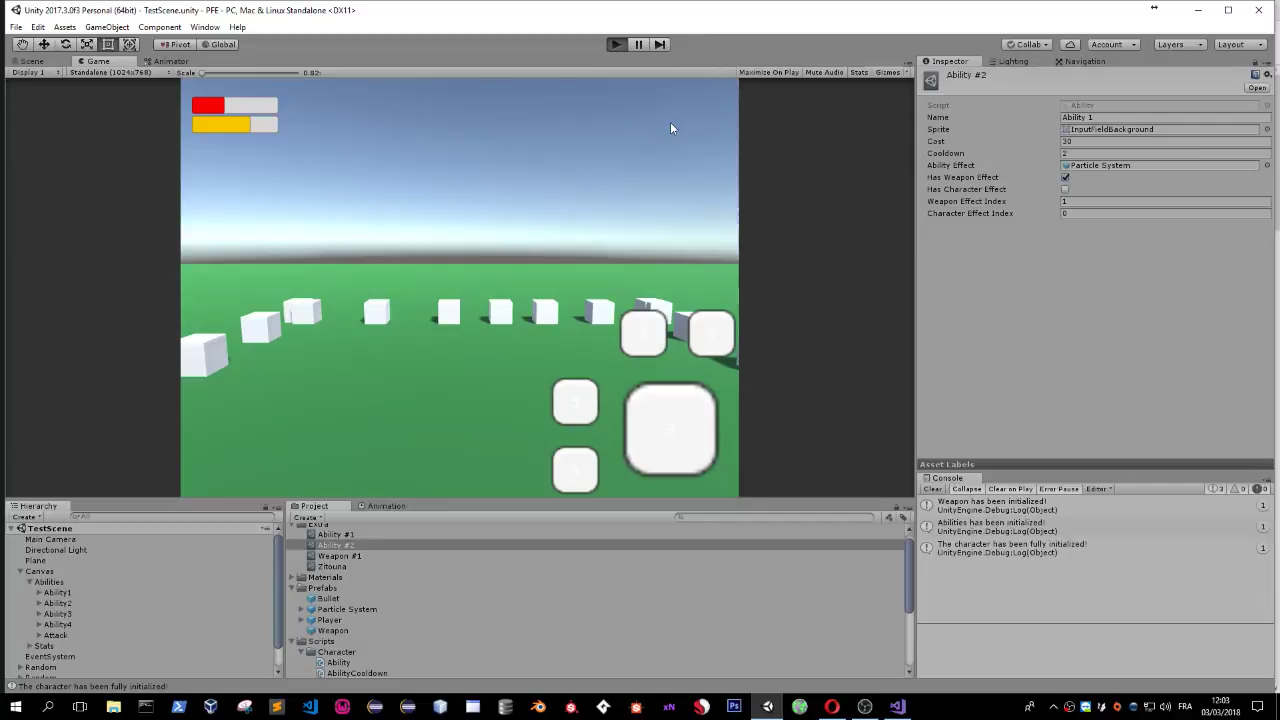 Unity 2017.3.0f3 Personal (64bit) - TestScene.unity - PFE - PC, Mac & Linux Standalone <DX11>
File Edit Assets GameObject Component Window Help
Pivot Global Collab Account Layers Layout
Scene Game Animator
Display 1 Standalone (1024x768) Scale 0.82: Maximize On Play Mute Audio Stats Gizmos
Inspector Lighting Navigation
Ability #2
Open
Script Ability
Name Ability 1
Sprite InputFieldBackground
Cost 30
Cooldown 2
Ability Effect Particle System
Has Weapon Effect
Has Character Effect
Weapon Effect Index 1
Character Effect Index 0
Asset Labels
Console
Clear Collapse Clear on Play Error Pause Editor 3 0 0
Weapon has been initialized!
UnityEngine.Debug:Log(Object) 1
Abilities has been initialized!
UnityEngine.Debug:Log(Object) 1
The character has been fully initialized!
UnityEngine.Debug:Log(Object) 1
Hierarchy
Create All
TestScene
Main Camera
Directional Light
Plane
Canvas
Abilities
Ability1
Ability2
Ability3
Ability4
Attack
Stats
EventSystem
Random
Project Animation
Create
Extra
Ability #1
Ability #2
Weapon #1
Zitouna
Materials
Prefabs
Bullet
Particle System
Player
Weapon
Scripts
Character
Ability
AbilityCooldown
The character has been fully initialized!
FRA
12:03
03/03/2018